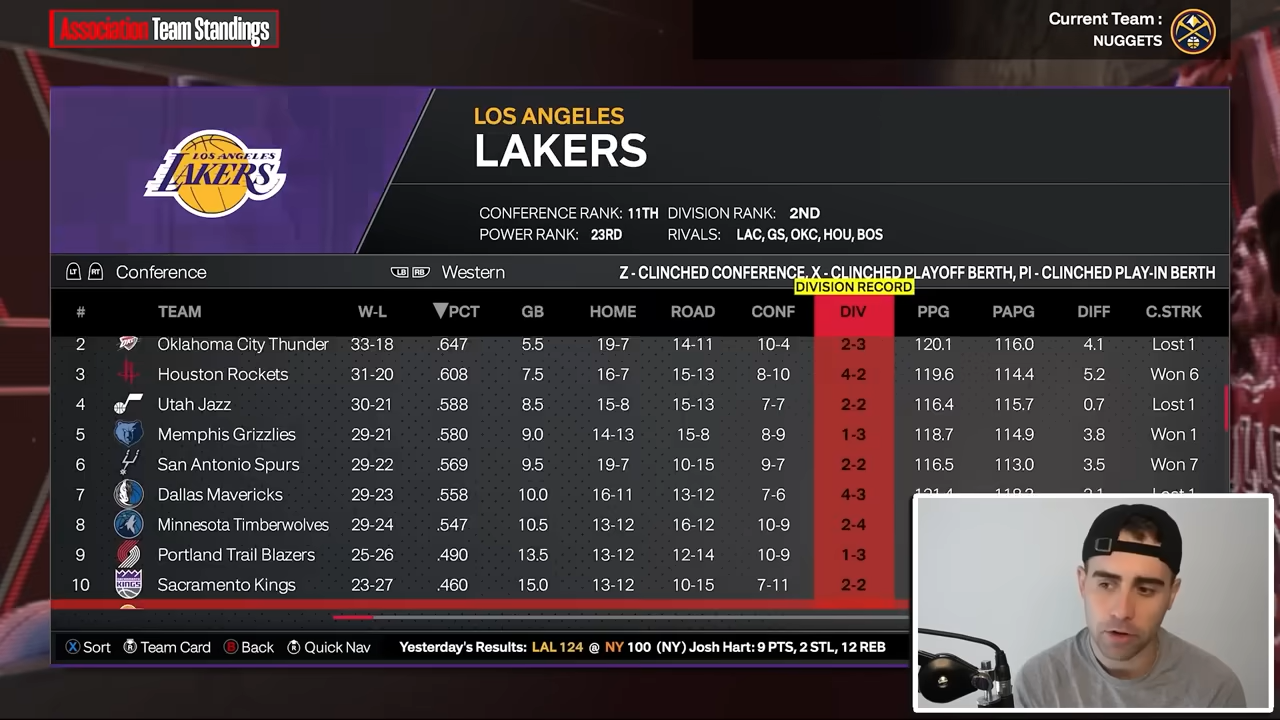 Association Team Standings
Current Team :
NUGGETS
LOS ANGELES
LAKERS
LOS ANGELES
LAKERS
CONFERENCE RANK: 11TH DIVISION RANK: 2ND
POWER RANK: 23RD RIVALS: LAC, GS, OKC, HOU, BOS
LT RT Conference LB RB Western Z - CLINCHED CONFERENCE, X - CLINCHED PLAYOFF BERTH, PI - CLINCHED PLAY-IN BERTH
DIVISION RECORD
# TEAM W-L PCT GB HOME ROAD CONF DIV PPG PAPG DIFF C.STRK
2 Oklahoma City Thunder 33-18 .647 5.5 19-7 14-11 10-4 2-3 120.1 116.0 4.1 Lost 1
3 Houston Rockets 31-20 .608 7.5 16-7 15-13 8-10 4-2 119.6 114.4 5.2 Won 6
4 Utah Jazz 30-21 .588 8.5 15-8 15-13 7-7 2-2 116.4 115.7 0.7 Lost 1
5 Memphis Grizzlies 29-21 .580 9.0 14-13 15-8 8-9 1-3 118.7 114.9 3.8 Won 1
6 San Antonio Spurs 29-22 .569 9.5 19-7 10-15 9-7 2-2 116.5 113.0 3.5 Won 7
7 Dallas Mavericks 29-23 .558 10.0 16-11 13-12 7-6 4-3
8 Minnesota Timberwolves 29-24 .547 10.5 13-12 16-12 10-9 2-4
9 Portland Trail Blazers 25-26 .490 13.5 13-12 12-14 10-9 1-3
10 Sacramento Kings 23-27 .460 15.0 13-12 10-15 7-11 2-2
X Sort R Team Card B Back R Quick Nav Yesterday's Results: LAL 124 @ NY 100 (NY) Josh Hart: 9 PTS, 2 STL, 12 REB